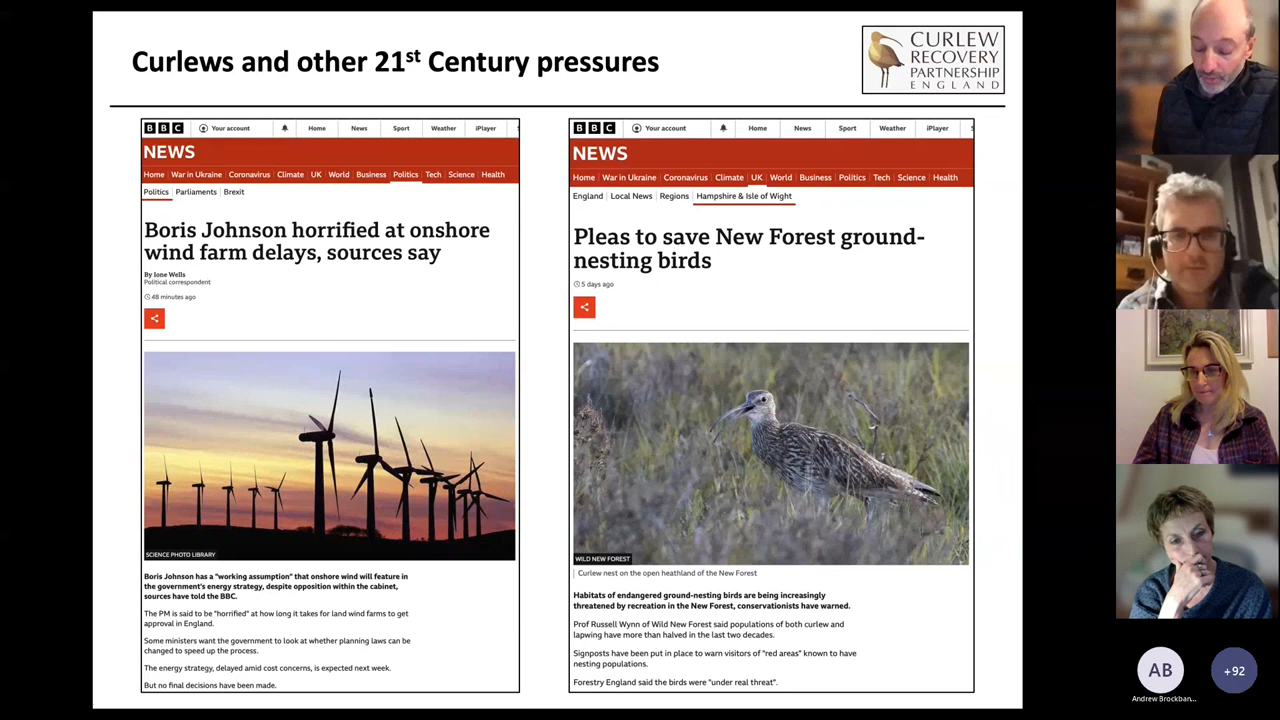 Curlews and other 21st Century pressures
CURLEW
RECOVERY
PARTNERSHIP
ENGLAND
BBC Your account Home News Sport Weather iPlayer
NEWS
Home War in Ukraine Coronavirus Climate UK World Business Politics Tech Science Health
Politics Parliaments Brexit
Boris Johnson horrified at onshore
wind farm delays, sources say
By Ione Wells
Political correspondent
48 minutes ago
SCIENCE PHOTO LIBRARY
Boris Johnson has a "working assumption" that onshore wind will feature in
the government's energy strategy, despite opposition within the cabinet,
sources have told the BBC.
The PM is said to be "horrified" at how long it takes for land wind farms to get
approval in England.
Some ministers want the government to look at whether planning laws can be
changed to speed up the process.
The energy strategy, delayed amid cost concerns, is expected next week.
But no final decisions have been made.
BBC Your account Home News Sport Weather iPlayer
NEWS
Home War in Ukraine Coronavirus Climate UK World Business Politics Tech Science Health
England Local News Regions Hampshire & Isle of Wight
Pleas to save New Forest ground-
nesting birds
5 days ago
WILD NEW FOREST
Curlew nest on the open heathland of the New Forest
Habitats of endangered ground-nesting birds are being increasingly
threatened by recreation in the New Forest, conservationists have warned.
Prof Russell Wynn of Wild New Forest said populations of both curlew and
lapwing have more than halved in the last two decades.
Signposts have been put in place to warn visitors of "red areas" known to have
nesting populations.
Forestry England said the birds were "under real threat".
AB
+92
Andrew Brockban...